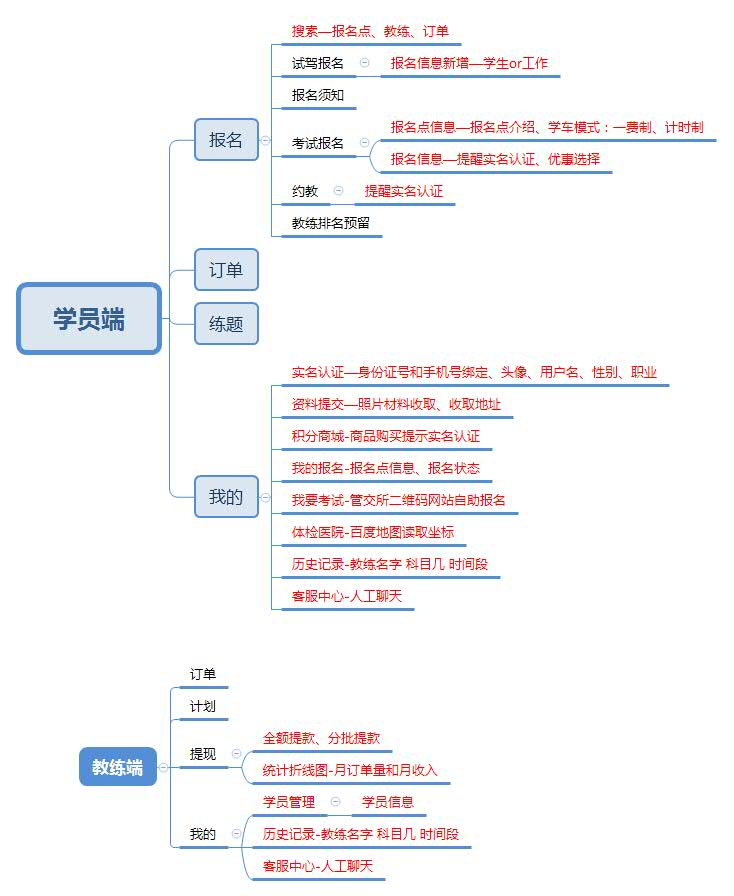 搜素—报名点、教练、订单
试驾报名
报名信息新增—学生or工作
报名须知
报名
考试报名
报名点信息—报名点介绍、学车模式：一费制、计时制
报名信息—提醒实名认证、优惠选择
约教
提醒实名认证
教练排名预留
订单
学员端
练题
实名认证—身份证号和手机号绑定、头像、用户名、性别、职业
资料提交—照片材料收取、收取地址
积分商城-商品购买提示实名认证
我的报名-报名点信息、报名状态
我的
我要考试-管交所二维码网站自助报名
体检医院-百度地图读取坐标
历史记录-教练名字 科目几 时间段
客服中心-人工聊天
订单
计划
教练端
提现
全额提款、分批提款
统计折线图-月订单量和月收入
我的
学员管理
学员信息
历史记录-教练名字 科目几 时间段
客服中心-人工聊天